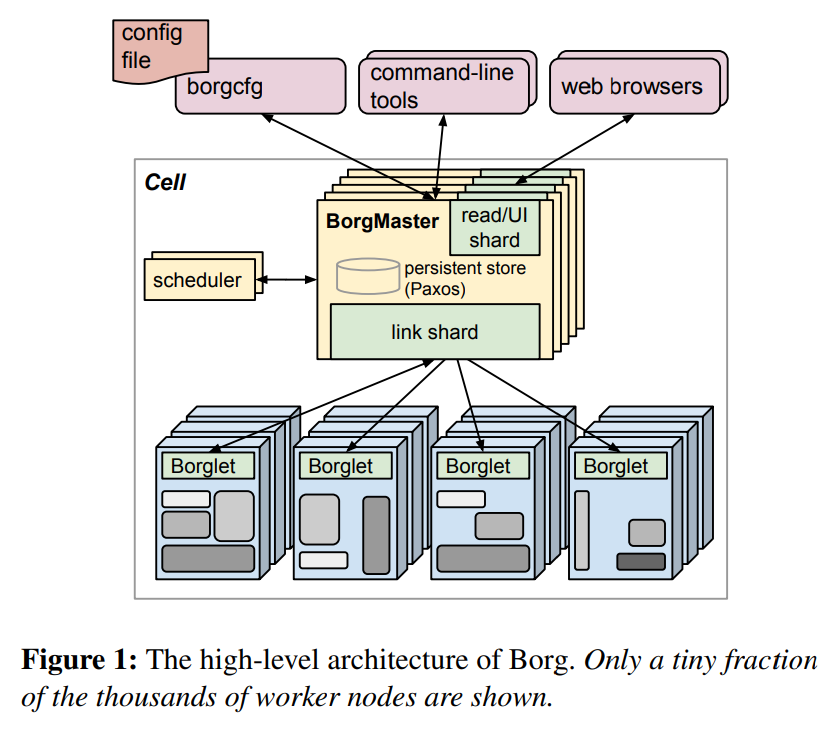 config
file
borgcfg
command-line
tools
web browsers
Cell
BorgMaster
read/UI
shard
persistent store
(Paxos)
scheduler
link shard
Borglet
Borglet
Borglet
Borglet
Figure 1: The high-level architecture of Borg. Only a tiny fraction
of the thousands of worker nodes are shown.